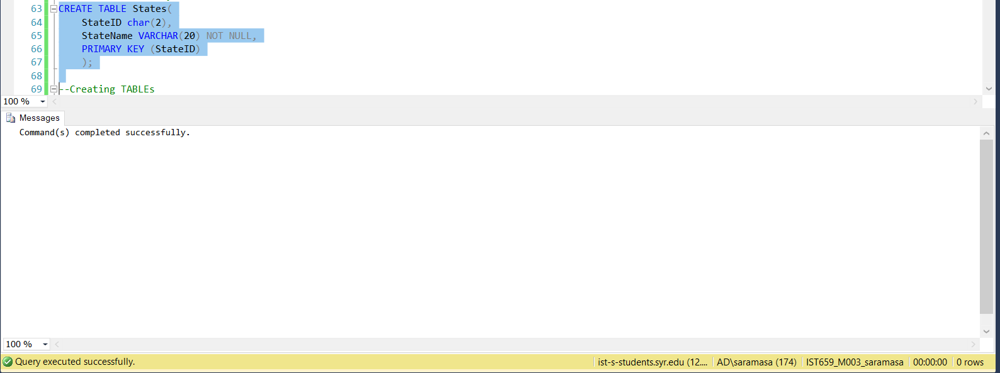 63 CREATE TABLE States(
64 StateID char(2),
65 StateName VARCHAR(20) NOT NULL,
66 PRIMARY KEY (StateID)
67 );
68
69 --Creating TABLEs
100 %
Messages
Command(s) completed successfully.
100 %
Query executed successfully. ist-s-students.syr.edu (12.... AD\saramasa (174) IST659_M003_saramasa 00:00:00 0 rows